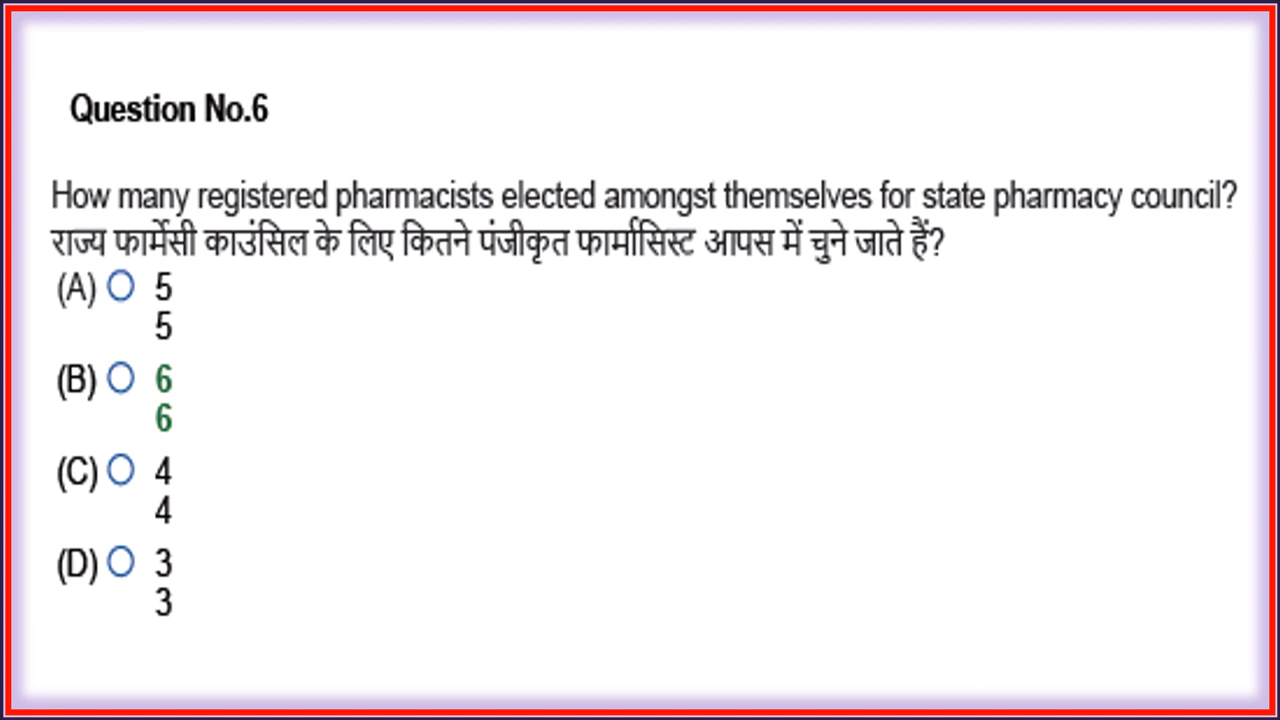 Question No.6
How many registered pharmacists elected amongst themselves for state pharmacy council?
राज्य फार्मेसी काउंसिल के लिए कितने पंजीकृत फार्मासिस्ट आपस में चुने जाते हैं?
(A) 5
5
(B) 6
6
(C) 4
4
(D) 3
3